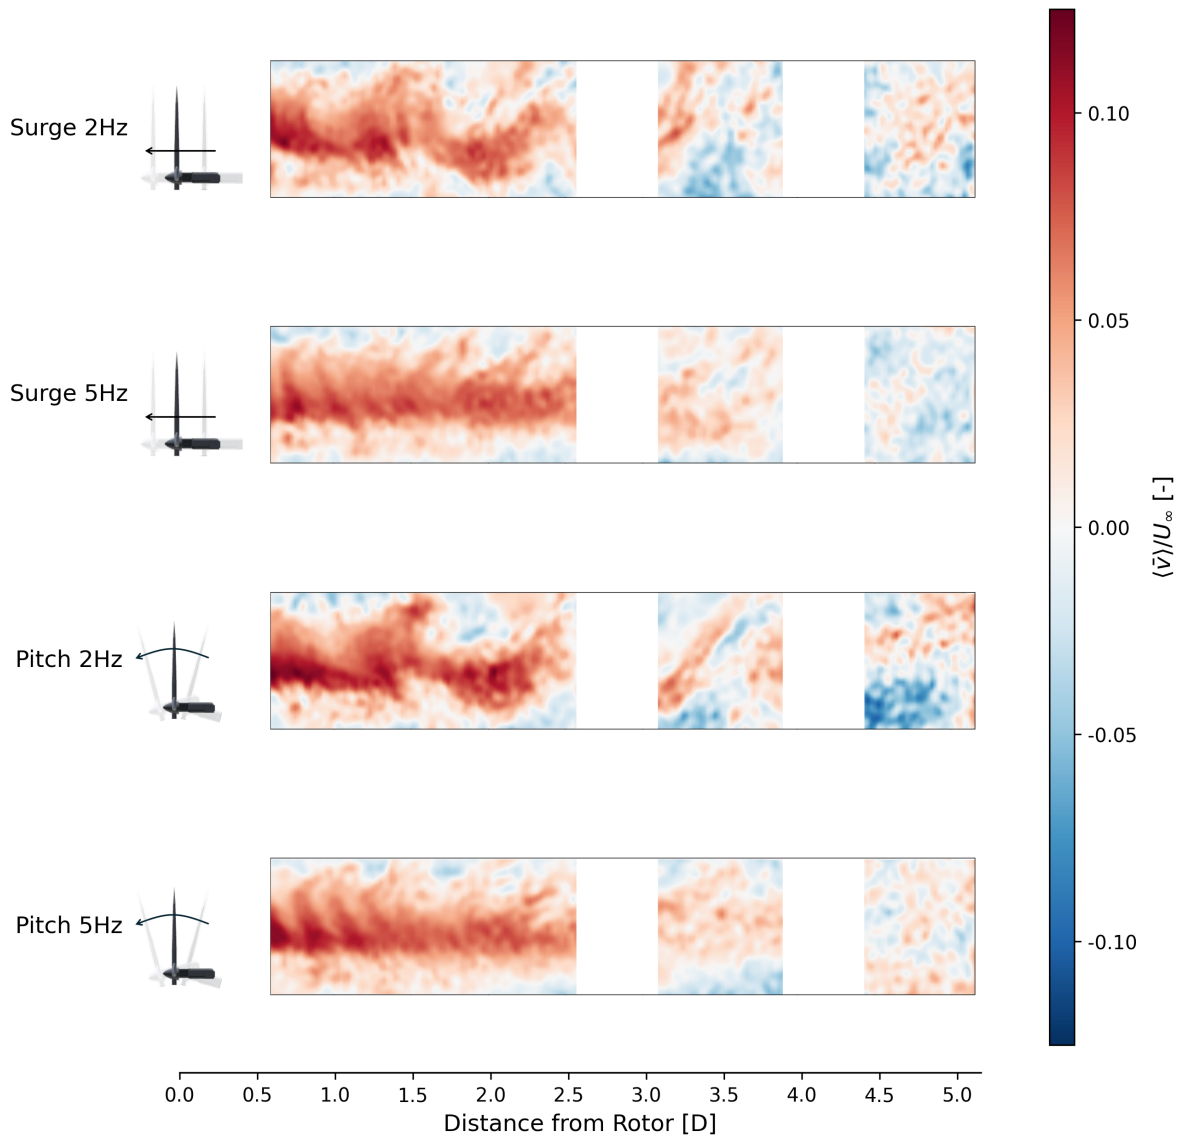 Surge 2Hz
Surge 5Hz
Pitch 2Hz
Pitch 5Hz
0.10
0.05
0.00
-0.05
-0.10
⟨v̄⟩/U∞ [-]
0.0 0.5 1.0 1.5 2.0 2.5 3.0 3.5 4.0 4.5 5.0
Distance from Rotor [D]